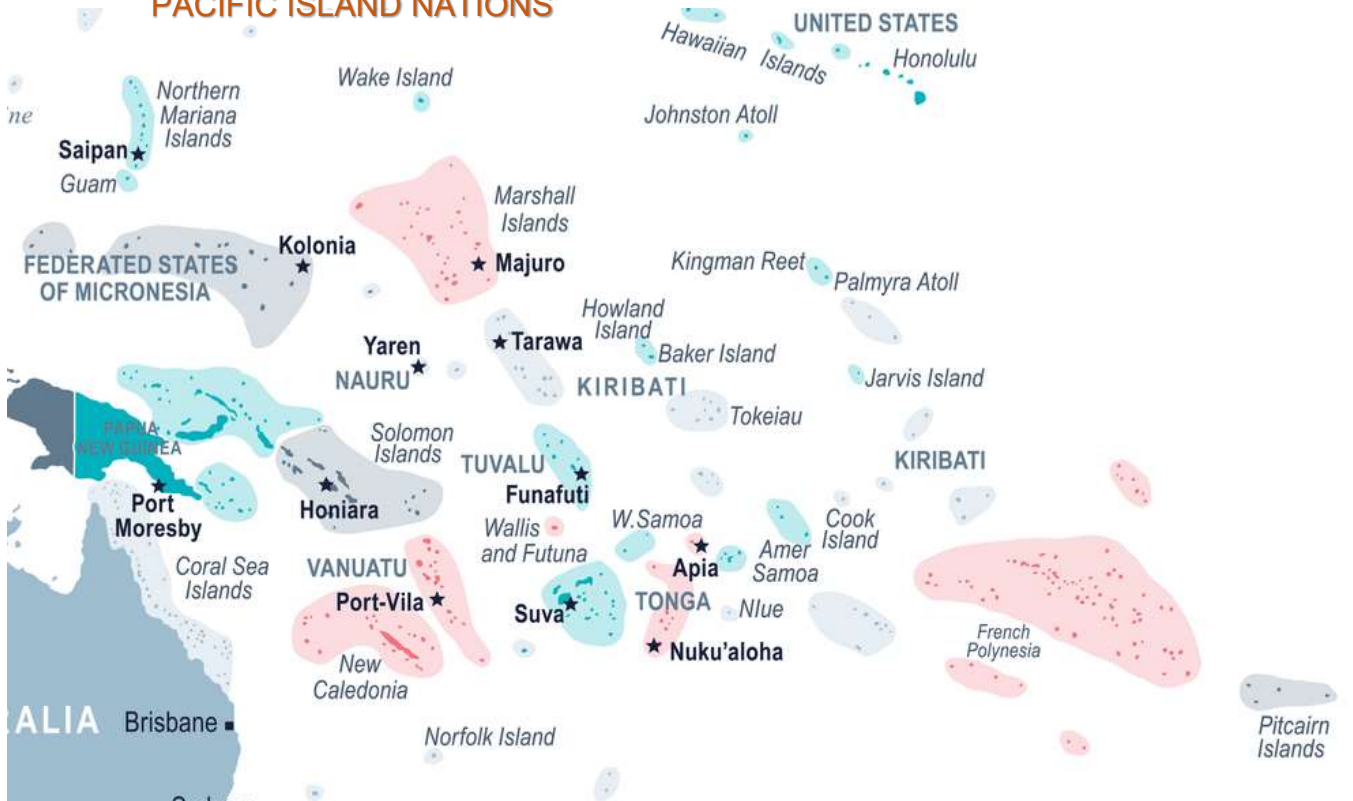 PACIFIC ISLAND NATIONS
UNITED STATES
Hawaiian Islands
Honolulu
Wake Island
Johnston Atoll
Northern
Mariana
Islands
ne
Saipan
Guam
Marshall
Islands
Kolonia
Majuro
FEDERATED STATES
OF MICRONESIA
Kingman Reet
Palmyra Atoll
Howland
Island
Tarawa
Yaren
Baker Island
NAURU
KIRIBATI
Jarvis Island
Tokeiau
PAPUA
NEW GUINEA
Solomon
Islands
TUVALU
KIRIBATI
Funafuti
Port
Moresby
Honiara
Wallis
and Futuna
W.Samoa
Cook
Island
Apia
Amer
Samoa
Coral Sea
Islands
VANUATU
Port-Vila
Suva
TONGA
NIue
French
Polynesia
Nuku'aloha
New
Caledonia
RALIA
Brisbane
Norfolk Island
Pitcairn
Islands